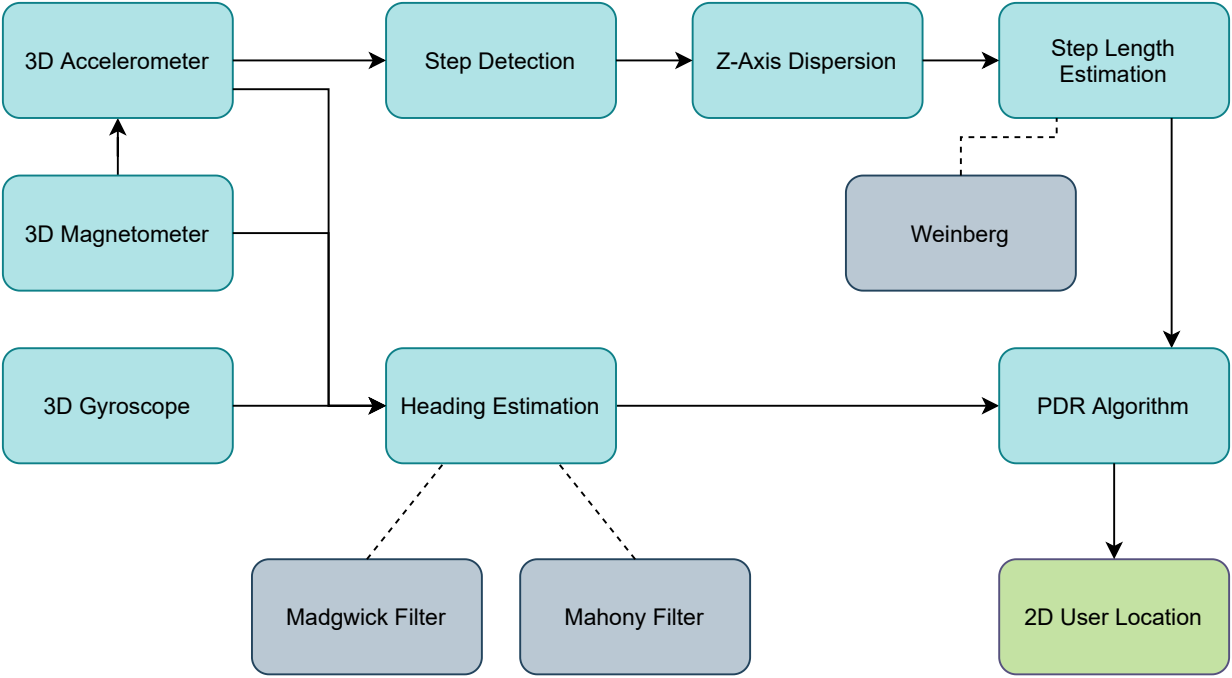 3D Accelerometer
Step Detection
Z-Axis Dispersion
Step Length
Estimation
3D Magnetometer
Weinberg
3D Gyroscope
Heading Estimation
PDR Algorithm
Madgwick Filter
Mahony Filter
2D User Location